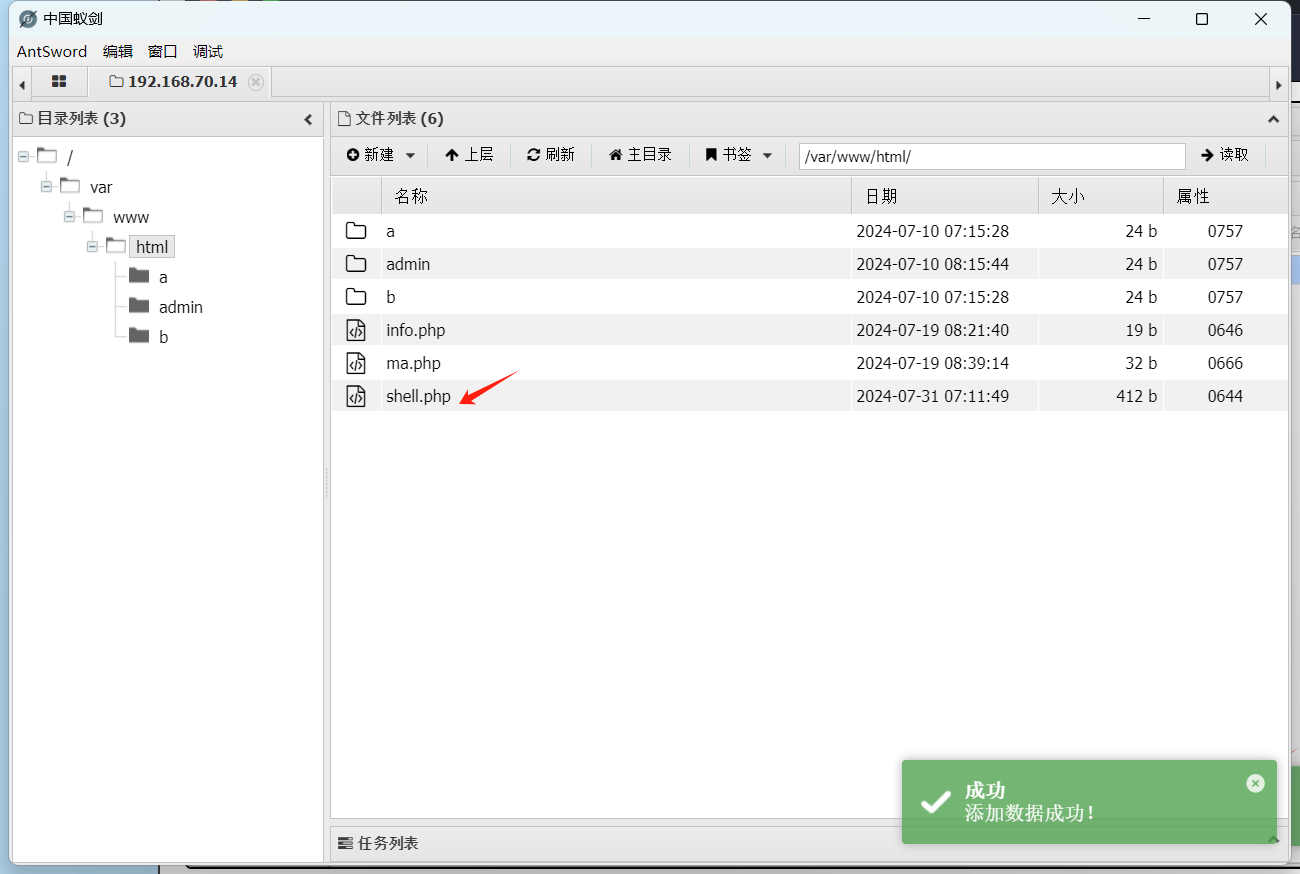 中国蚁剑
AntSword 编辑 窗口 调试
192.168.70.14
目录列表 (3)
/
var
www
html
a
admin
b
文件列表 (6)
新建 上层 刷新 主目录 书签 /var/www/html/ 读取
名称 日期 大小 属性
a 2024-07-10 07:15:28 24 b 0757
admin 2024-07-10 08:15:44 24 b 0757
b 2024-07-10 07:15:28 24 b 0757
info.php 2024-07-19 08:21:40 19 b 0646
ma.php 2024-07-19 08:39:14 32 b 0666
shell.php 2024-07-31 07:11:49 412 b 0644
成功
添加数据成功!
任务列表
名